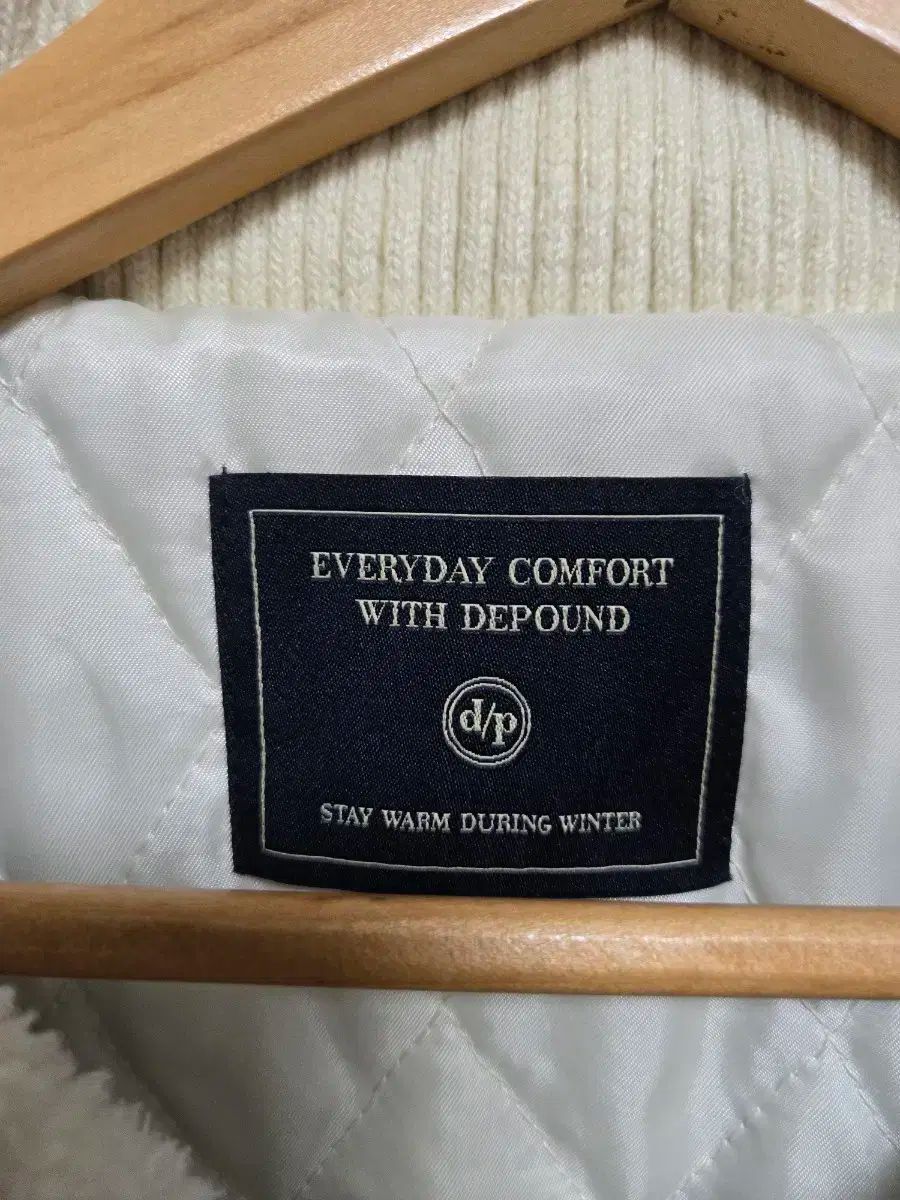 EVERYDAY COMFORT
WITH DEPOUND
d/p
STAY WARM DURING WINTER